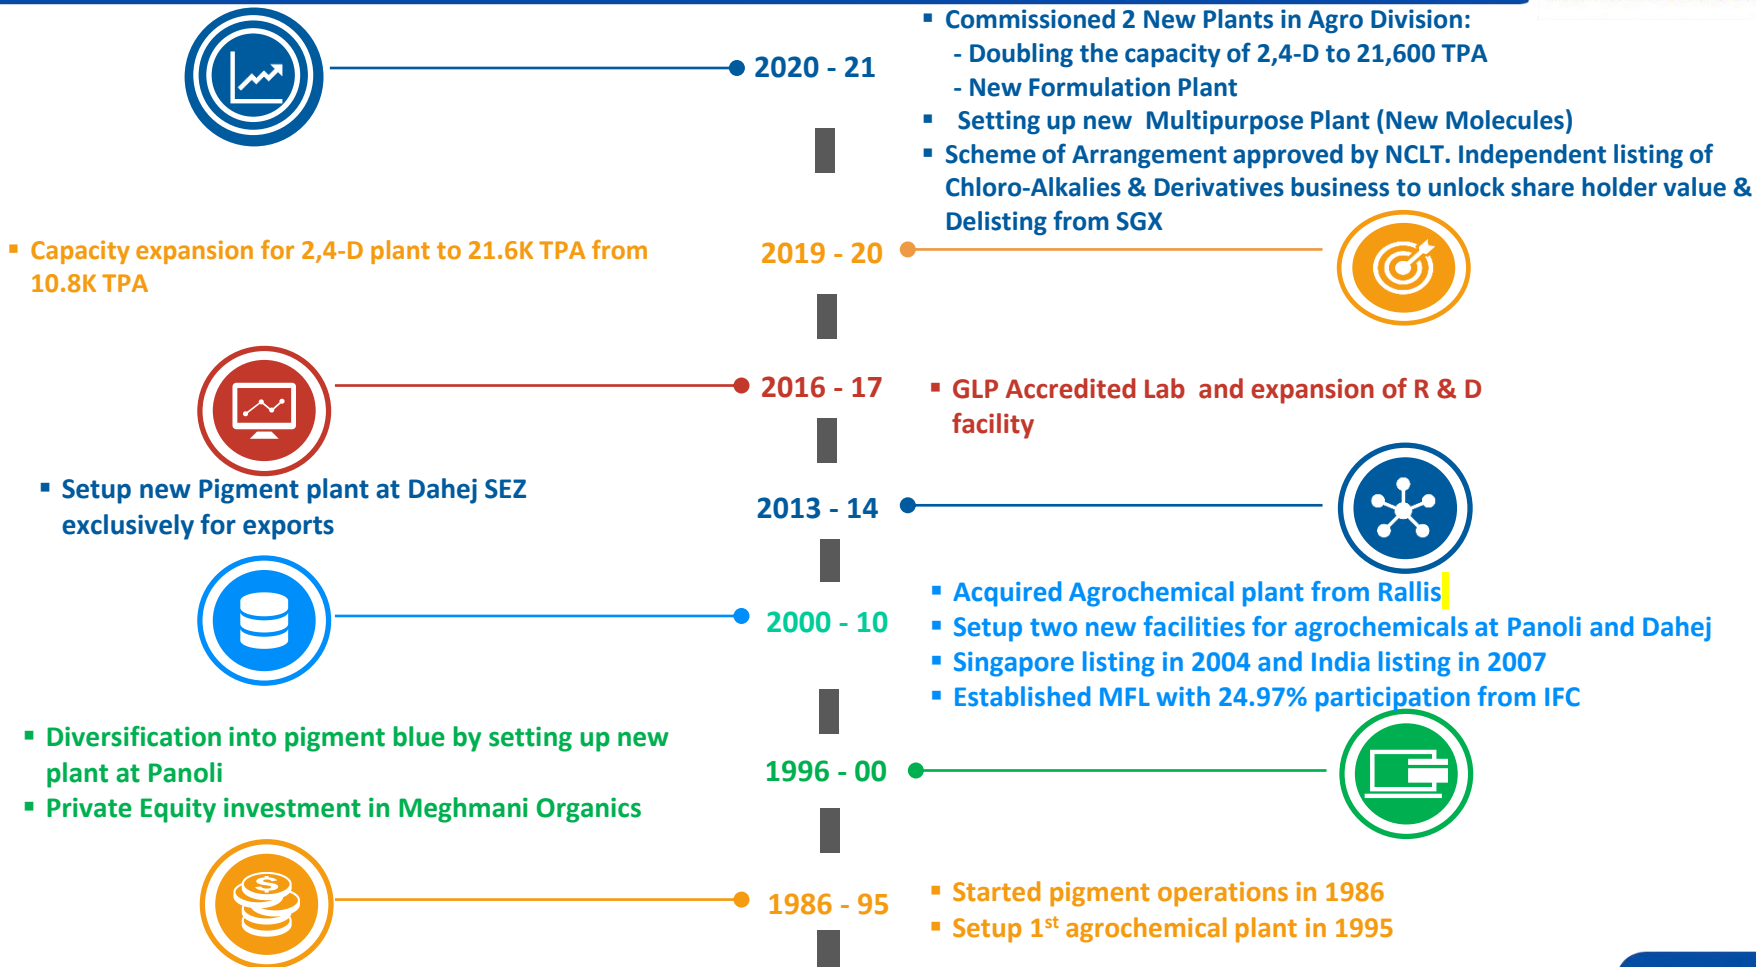 ▪ Commissioned 2 New Plants in Agro Division:
- Doubling the capacity of 2,4-D to 21,600 TPA
- New Formulation Plant
▪ Setting up new Multipurpose Plant (New Molecules)
▪ Scheme of Arrangement approved by NCLT. Independent listing of
Chloro-Alkalies & Derivatives business to unlock share holder value &
Delisting from SGX
2020 - 21
▪ Capacity expansion for 2,4-D plant to 21.6K TPA from
10.8K TPA
2019 - 20
2016 - 17
▪ GLP Accredited Lab and expansion of R & D
facility
▪ Setup new Pigment plant at Dahej SEZ
exclusively for exports
2013 - 14
2000 - 10
▪ Acquired Agrochemical plant from Rallis
▪ Setup two new facilities for agrochemicals at Panoli and Dahej
▪ Singapore listing in 2004 and India listing in 2007
▪ Established MFL with 24.97% participation from IFC
▪ Diversification into pigment blue by setting up new
plant at Panoli
▪ Private Equity investment in Meghmani Organics
1996 - 00
$
1986 - 95
▪ Started pigment operations in 1986
▪ Setup 1st agrochemical plant in 1995